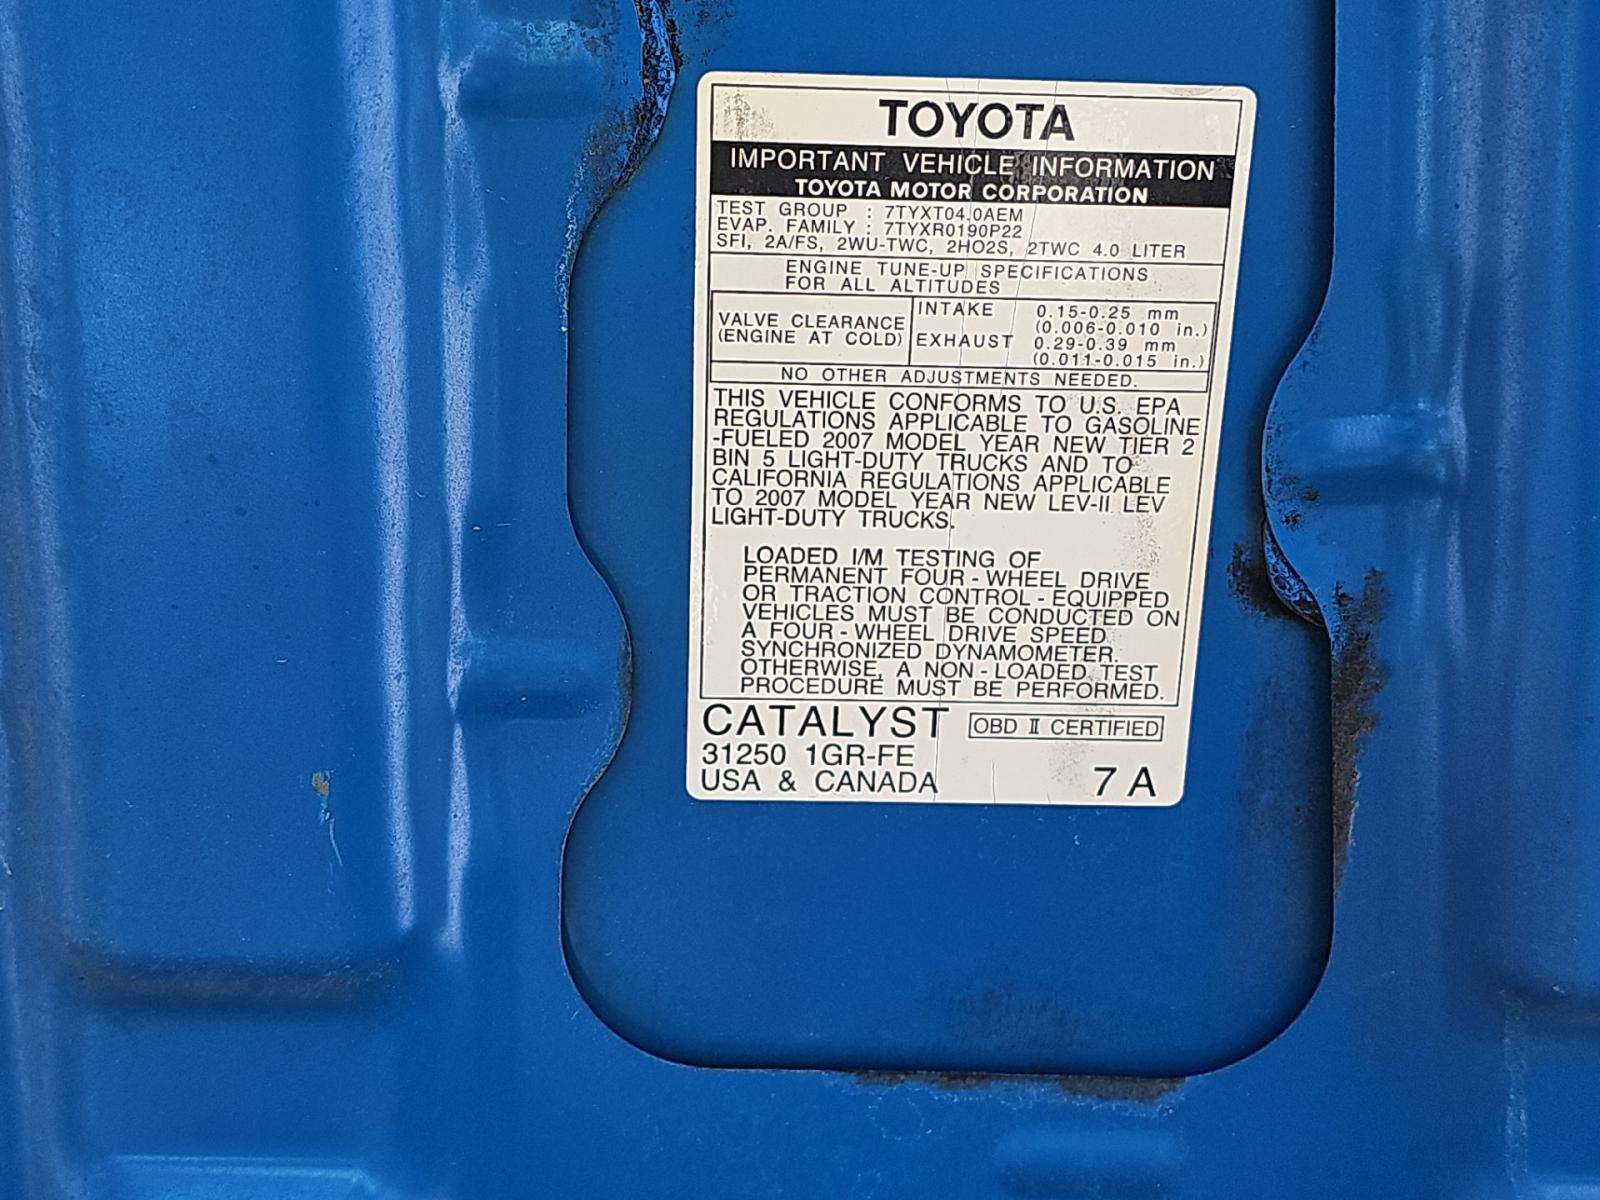 TOYOTA
IMPORTANT VEHICLE INFORMATION
TOYOTA MOTOR CORPORATION
TEST GROUP : 7TYXT04.0AEM
EVAP. FAMILY : 7TYXR0190P22
SFI, 2A/FS, 2WU-TWC, 2HO2S, 2TWC 4.0 LITER
ENGINE TUNE-UP SPECIFICATIONS
FOR ALL ALTITUDES
VALVE CLEARANCE
(ENGINE AT COLD)
INTAKE 0.15-0.25 mm
(0.006-0.010 in.)
EXHAUST 0.29-0.39 mm
(0.011-0.015 in.)
NO OTHER ADJUSTMENTS NEEDED.
THIS VEHICLE CONFORMS TO U.S. EPA
REGULATIONS APPLICABLE TO GASOLINE
-FUELED 2007 MODEL YEAR NEW TIER 2
BIN 5 LIGHT-DUTY TRUCKS AND TO
CALIFORNIA REGULATIONS APPLICABLE
TO 2007 MODEL YEAR NEW LEV-II LEV
LIGHT-DUTY TRUCKS.
LOADED I/M TESTING OF
PERMANENT FOUR-WHEEL DRIVE
OR TRACTION CONTROL-EQUIPPED
VEHICLES MUST BE CONDUCTED ON
A FOUR-WHEEL DRIVE SPEED
SYNCHRONIZED DYNAMOMETER.
OTHERWISE, A NON-LOADED TEST
PROCEDURE MUST BE PERFORMED.
CATALYST OBD II CERTIFIED
31250 1GR-FE
USA & CANADA 7A